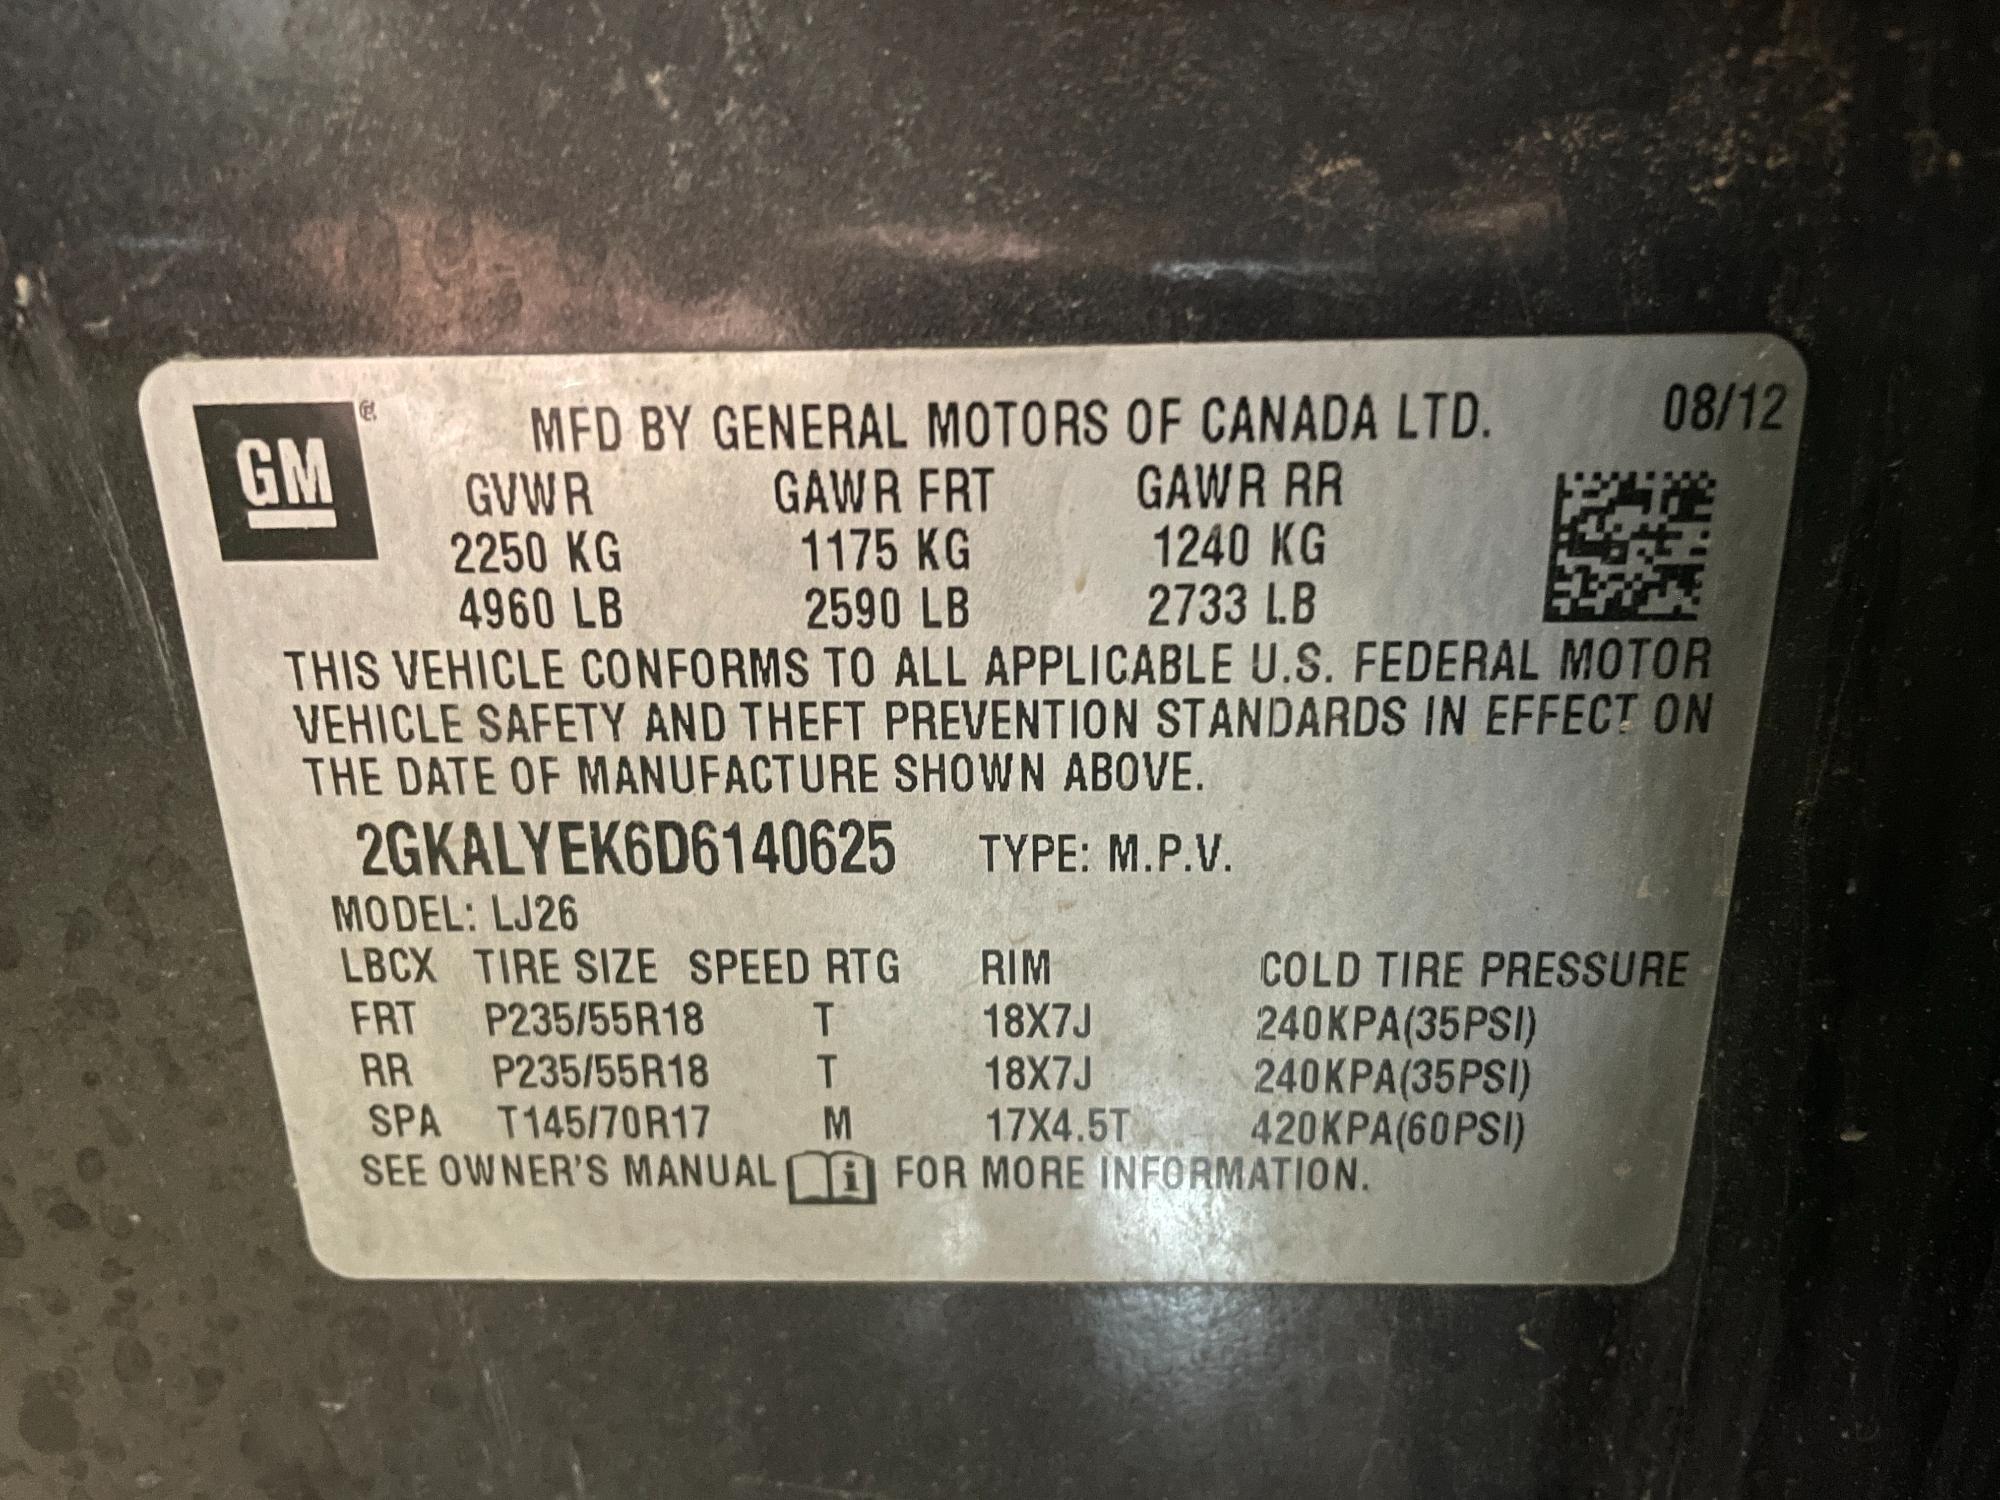 GM ®
MFD BY GENERAL MOTORS OF CANADA LTD. 08/12
GVWR GAWR FRT GAWR RR
2250 KG 1175 KG 1240 KG
4960 LB 2590 LB 2733 LB
THIS VEHICLE CONFORMS TO ALL APPLICABLE U.S. FEDERAL MOTOR
VEHICLE SAFETY AND THEFT PREVENTION STANDARDS IN EFFECT ON
THE DATE OF MANUFACTURE SHOWN ABOVE.
2GKALYEK6D6140625 TYPE: M.P.V.
MODEL: LJ26
LBCX TIRE SIZE SPEED RTG RIM COLD TIRE PRESSURE
FRT P235/55R18 T 18X7J 240KPA(35PSI)
RR P235/55R18 T 18X7J 240KPA(35PSI)
SPA T145/70R17 M 17X4.5T 420KPA(60PSI)
SEE OWNER'S MANUAL i FOR MORE INFORMATION.